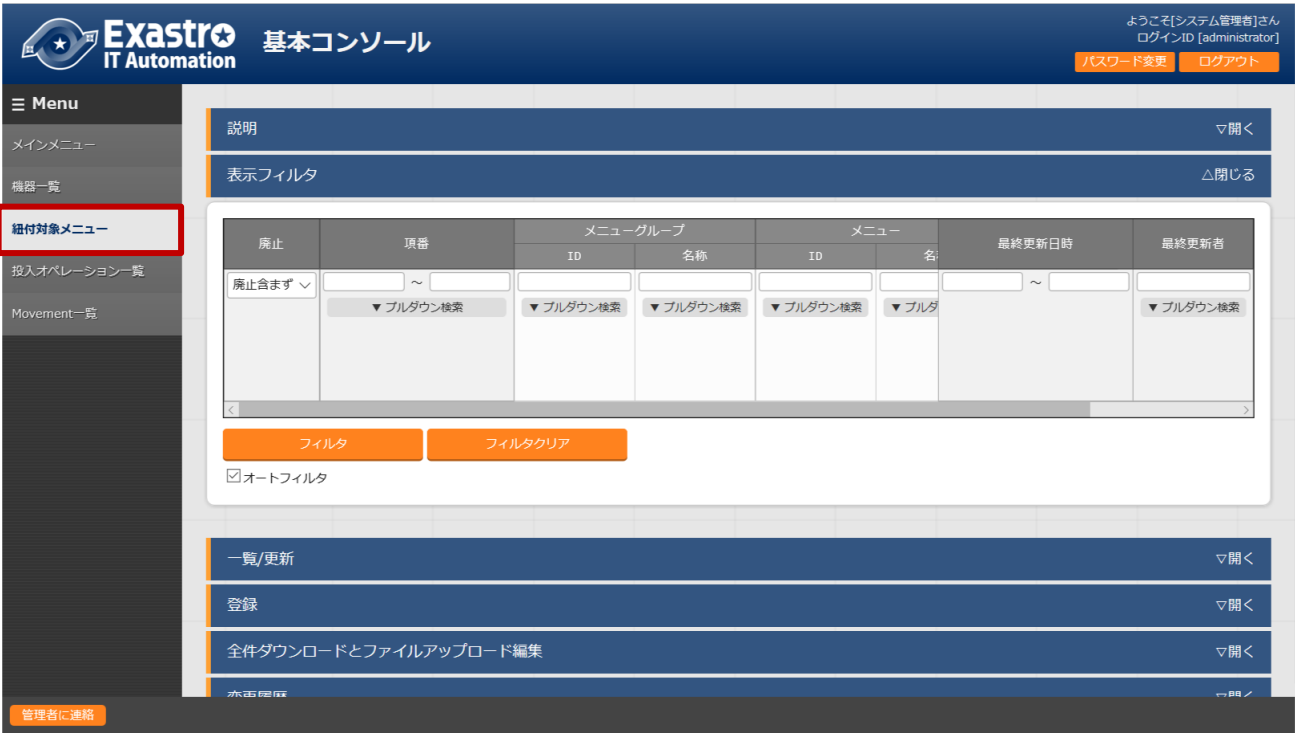 Exastro
IT Automation
基本コンソール
ようこそ[システム管理者]さん
ログインID [administrator]
パスワード変更
ログアウト
☰ Menu
メインメニュー
機器一覧
紐付対象メニュー
投入オペレーション一覧
Movement一覧
説明
▽開く
表示フィルタ
△閉じる
廃止
項番
メニューグループ
メニュー
最終更新日時
最終更新者
ID
名称
ID
名
廃止含まず
～
～
▼ プルダウン検索
▼ プルダウン検索
▼ プルダウン検索
▼ プルダウン検索
▼ プルダ
▼ プルダウン検索
フィルタ
フィルタクリア
オートフィルタ
一覧/更新
▽開く
登録
▽開く
全件ダウンロードとファイルアップロード編集
▽開く
変更履歴
▽開く
管理者に連絡